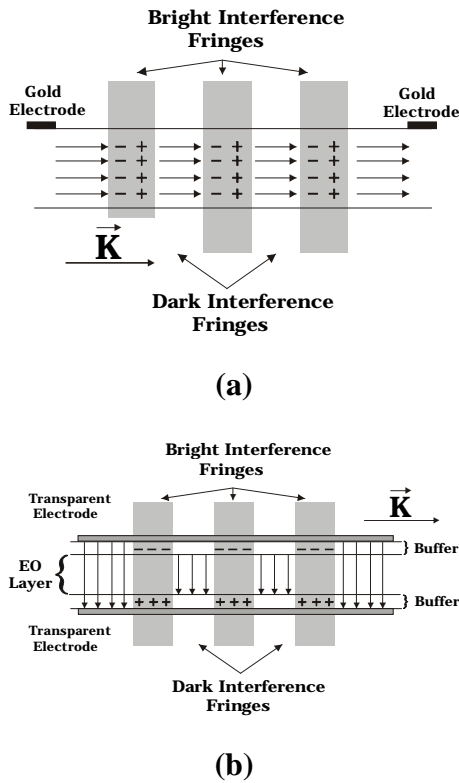 Bright Interference
Fringes
Gold
Electrode
Gold
Electrode
− + − + − +
− + − + − +
− + − + − +
− + − + − +
K
Dark Interference
Fringes
(a)
Bright Interference
Fringes
Transparent
Electrode
K
− − − − − − − − −
Buffer
EO
Layer
+ + + + + + + + +
Buffer
Transparent
Electrode
Dark Interference
Fringes
(b)